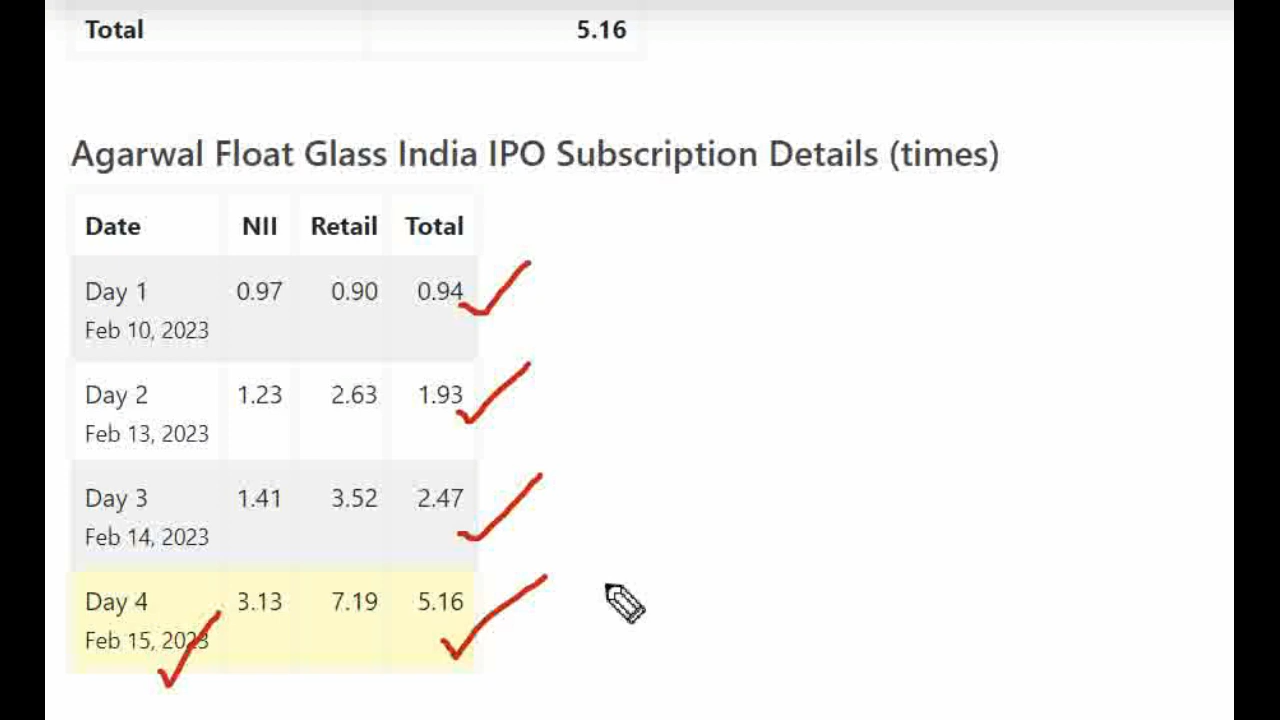 Total 5.16
Agarwal Float Glass India IPO Subscription Details (times)
Date NII Retail Total
Day 1 0.97 0.90 0.94
Feb 10, 2023
Day 2 1.23 2.63 1.93
Feb 13, 2023
Day 3 1.41 3.52 2.47
Feb 14, 2023
Day 4 3.13 7.19 5.16
Feb 15, 2023